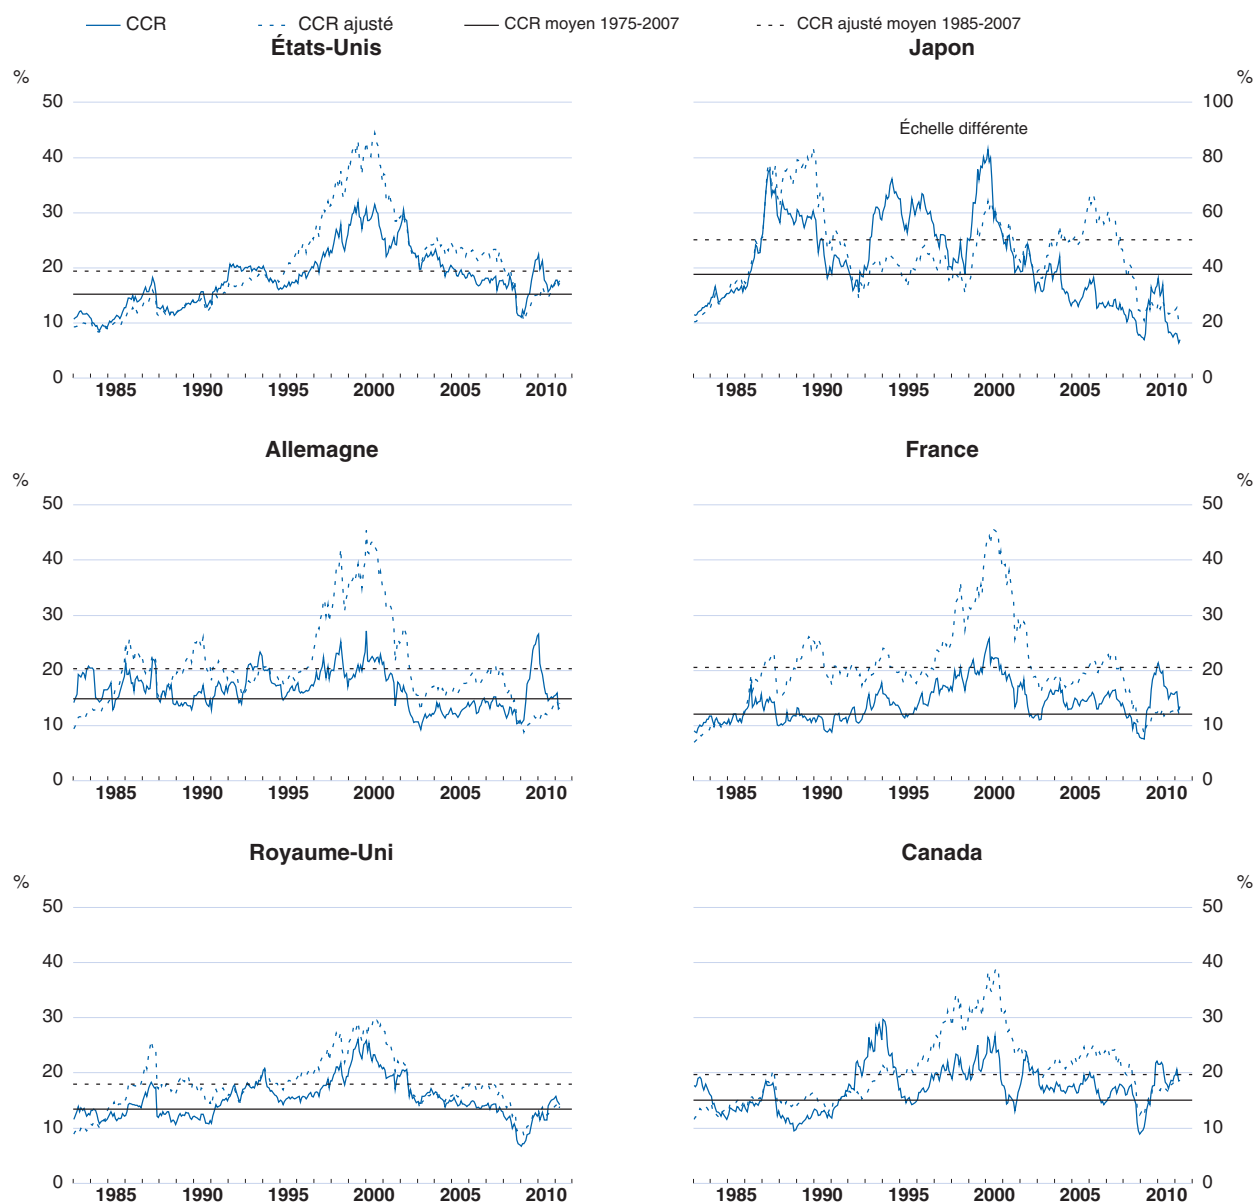 CCR CCR ajusté CCR moyen 1975-2007 CCR ajusté moyen 1985-2007
États-Unis Japon
% %
50 100
Échelle différente
40 80
30 60
20 40
10 20
0 0
1985 1990 1995 2000 2005 2010 1985 1990 1995 2000 2005 2010
Allemagne France
% %
50 50
40 40
30 30
20 20
10 10
0 0
1985 1990 1995 2000 2005 2010 1985 1990 1995 2000 2005 2010
Royaume-Uni Canada
% %
50 50
40 40
30 30
20 20
10 10
0 0
1985 1990 1995 2000 2005 2010 1985 1990 1995 2000 2005 2010